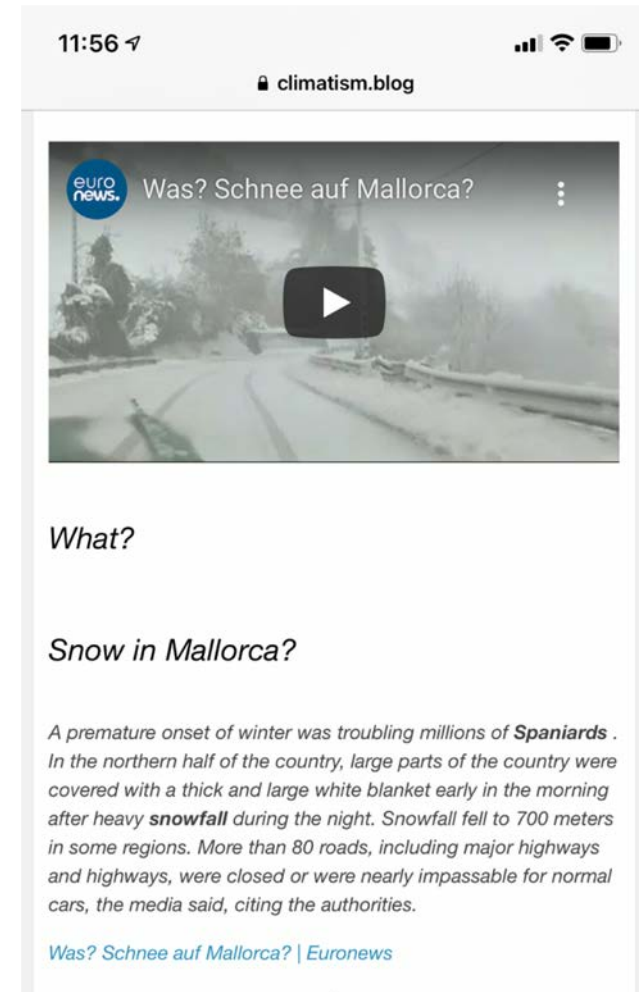 11:56
climatism.blog
euro
news.
Was? Schnee auf Mallorca?
What?
Snow in Mallorca?
A premature onset of winter was troubling millions of Spaniards .
In the northern half of the country, large parts of the country were
covered with a thick and large white blanket early in the morning
after heavy snowfall during the night. Snowfall fell to 700 meters
in some regions. More than 80 roads, including major highways
and highways, were closed or were nearly impassable for normal
cars, the media said, citing the authorities.
Was? Schnee auf Mallorca? | Euronews